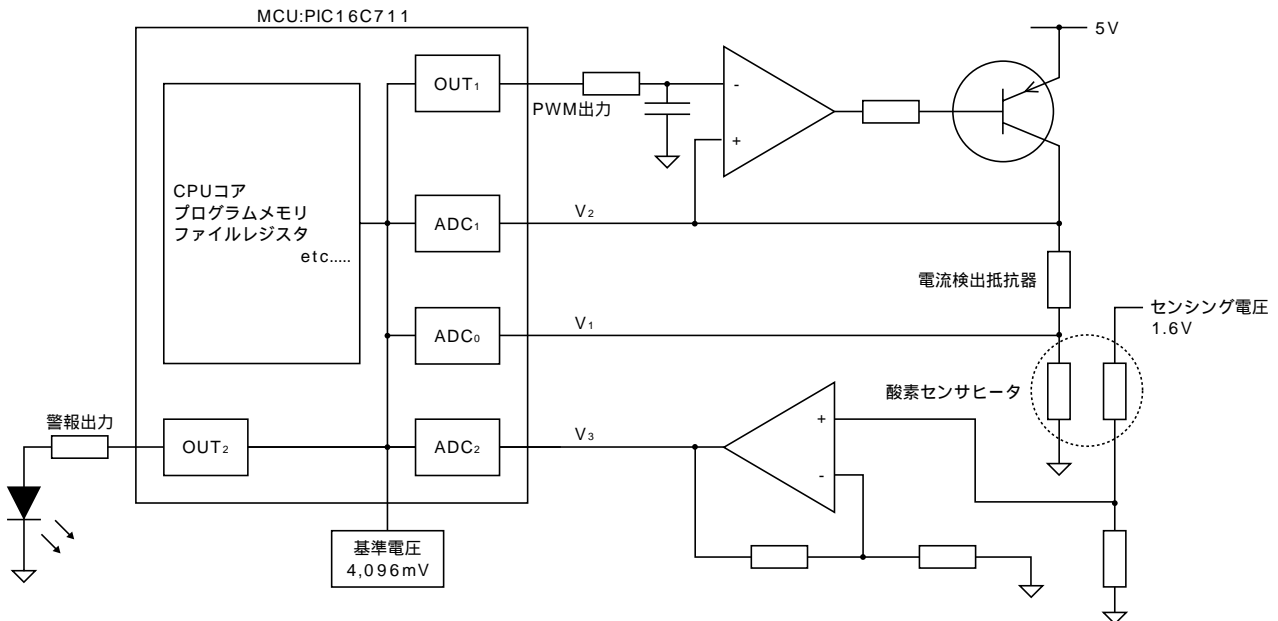 MCU:PIC16C711
5V
OUT₁
-
PWM出力
+
CPUコア
プログラムメモリ
ファイルレジスタ
etc.....
ADC₁
V₂
電流検出抵抗器
センシング電圧
1.6V
ADC₀
V₁
酸素センサヒータ
警報出力
OUT₂
ADC₂
V₃
+
-
基準電圧
4,096mV